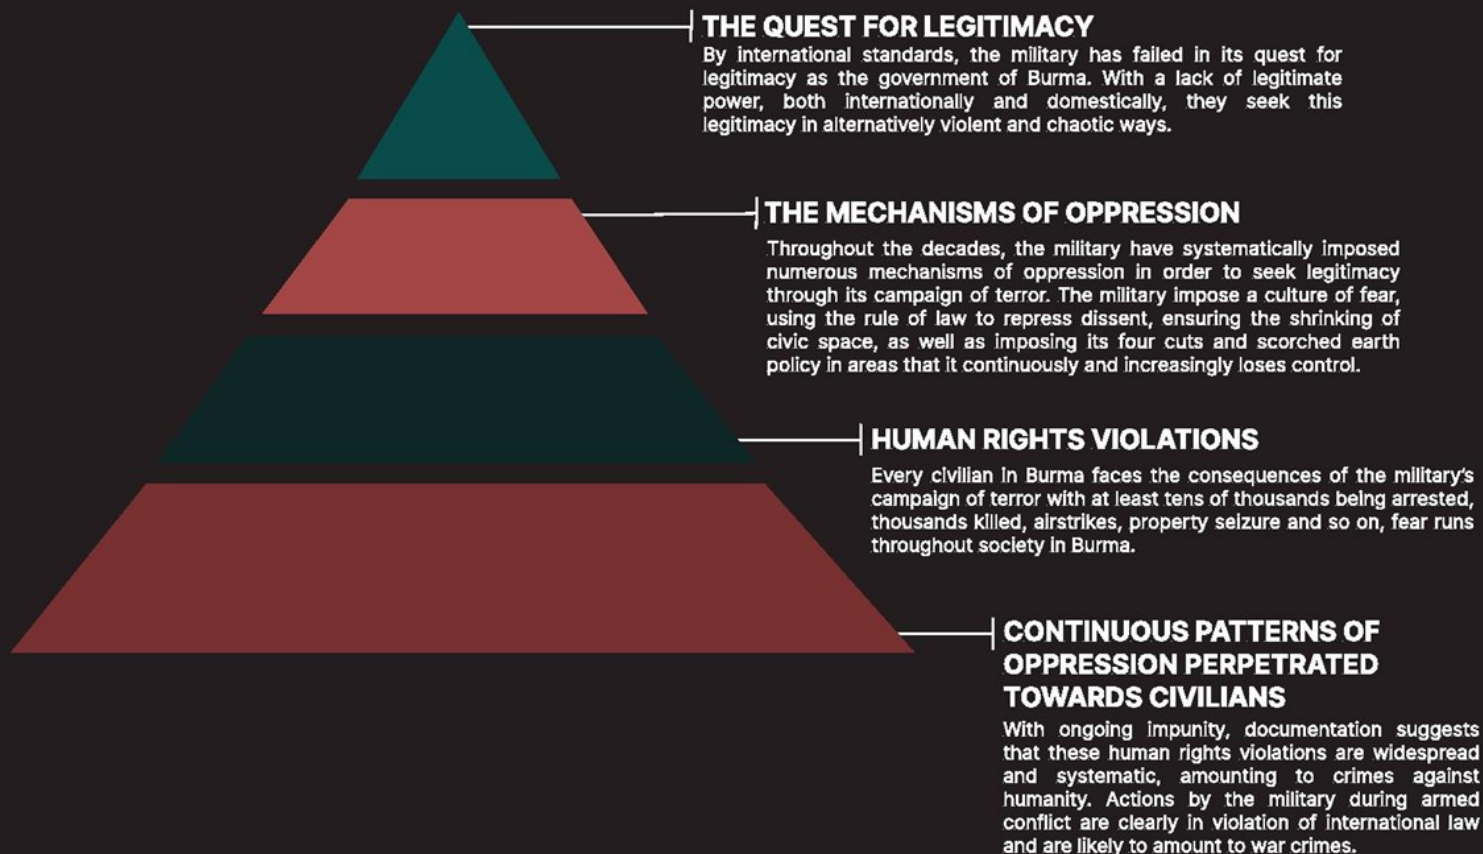 THE QUEST FOR LEGITIMACY
By international standards, the military has failed in its quest for
legitimacy as the government of Burma. With a lack of legitimate
power, both internationally and domestically, they seek this
legitimacy in alternatively violent and chaotic ways.
THE MECHANISMS OF OPPRESSION
Throughout the decades, the military have systematically imposed
numerous mechanisms of oppression in order to seek legitimacy
through its campaign of terror. The military impose a culture of fear,
using the rule of law to repress dissent, ensuring the shrinking of
civic space, as well as imposing its four cuts and scorched earth
policy in areas that it continuously and increasingly loses control.
HUMAN RIGHTS VIOLATIONS
Every civilian in Burma faces the consequences of the military's
campaign of terror with at least tens of thousands being arrested,
thousands killed, airstrikes, property seizure and so on, fear runs
throughout society in Burma.
CONTINUOUS PATTERNS OF
OPPRESSION PERPETRATED
TOWARDS CIVILIANS
With ongoing impunity, documentation suggests
that these human rights violations are widespread
and systematic, amounting to crimes against
humanity. Actions by the military during armed
conflict are clearly in violation of international law
and are likely to amount to war crimes.